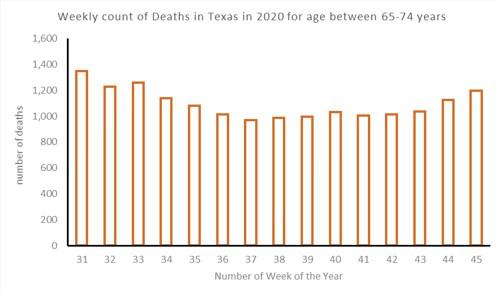 Weekly count of Deaths in Texas in 2020 for age between 65-74 years
1,600
1,400
1,200
1,000
800
600
400
200
0
number of deaths
31 32 33 34 35 36 37 38 39 40 41 42 43 44 45
Number of Week of the Year